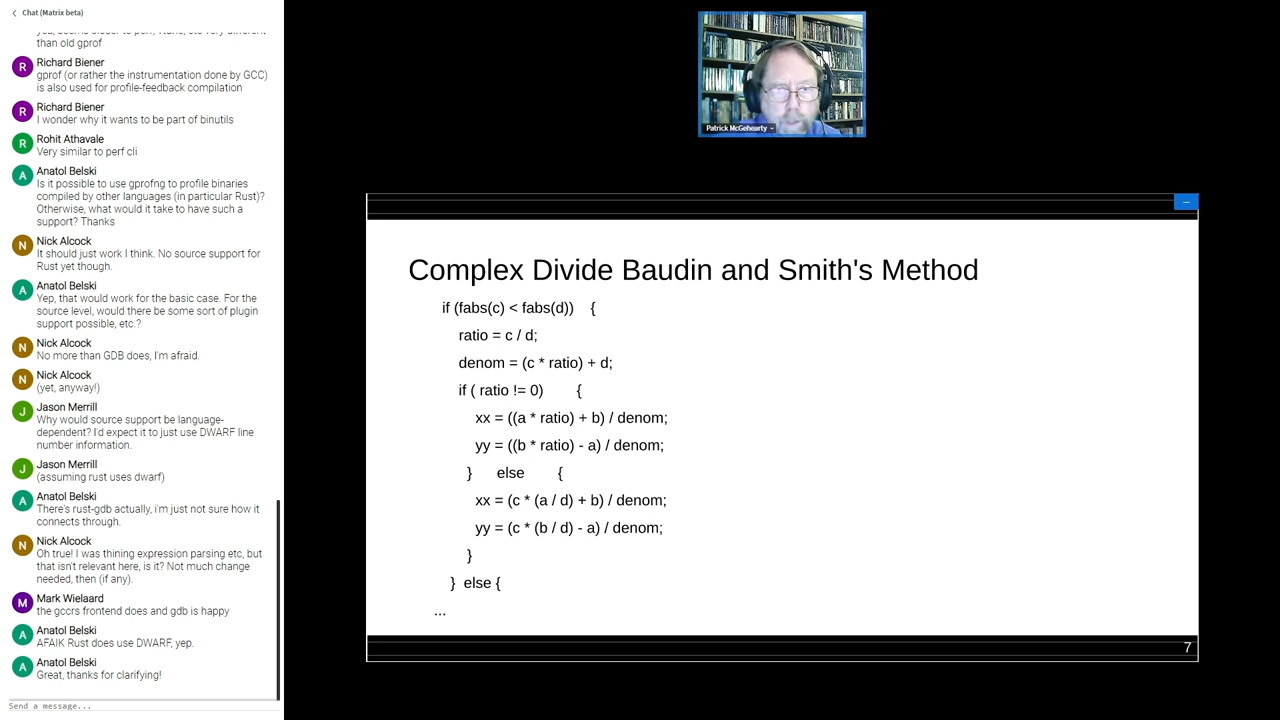 Chat (Matrix beta)
than old gprof
R
Richard Biener
gprof (or rather the instrumentation done by GCC)
is also used for profile-feedback compilation
R
Richard Biener
I wonder why it wants to be part of binutils
R
Rohit Athavale
Very similar to perf cli
A
Anatol Belski
Is it possible to use gprofng to profile binaries
compiled by other languages (in particular Rust)?
Otherwise, what would it take to have such a
support? Thanks
N
Nick Alcock
It should just work I think. No source support for
Rust yet though.
A
Anatol Belski
Yep, that would work for the basic case. For the
source level, would there be some sort of plugin
support possible, etc.?
N
Nick Alcock
No more than GDB does, I'm afraid.
N
Nick Alcock
(yet, anyway!)
J
Jason Merrill
Why would source support be language-
dependent? I'd expect it to just use DWARF line
number information.
J
Jason Merrill
(assuming rust uses dwarf)
A
Anatol Belski
There's rust-gdb actually, i'm just not sure how it
connects through.
N
Nick Alcock
Oh true! I was thining expression parsing etc, but
that isn't relevant here, is it? Not much change
needed, then (if any).
M
Mark Wielaard
the gccrs frontend does and gdb is happy
A
Anatol Belski
AFAIK Rust does use DWARF, yep.
A
Anatol Belski
Great, thanks for clarifying!
Send a message...
Patrick McGehearty
Complex Divide Baudin and Smith's Method
if (fabs(c) < fabs(d)) {
ratio = c / d;
denom = (c * ratio) + d;
if ( ratio != 0) {
xx = ((a * ratio) + b) / denom;
yy = ((b * ratio) - a) / denom;
} else {
xx = (c * (a / d) + b) / denom;
yy = (c * (b / d) - a) / denom;
}
} else {
...
7